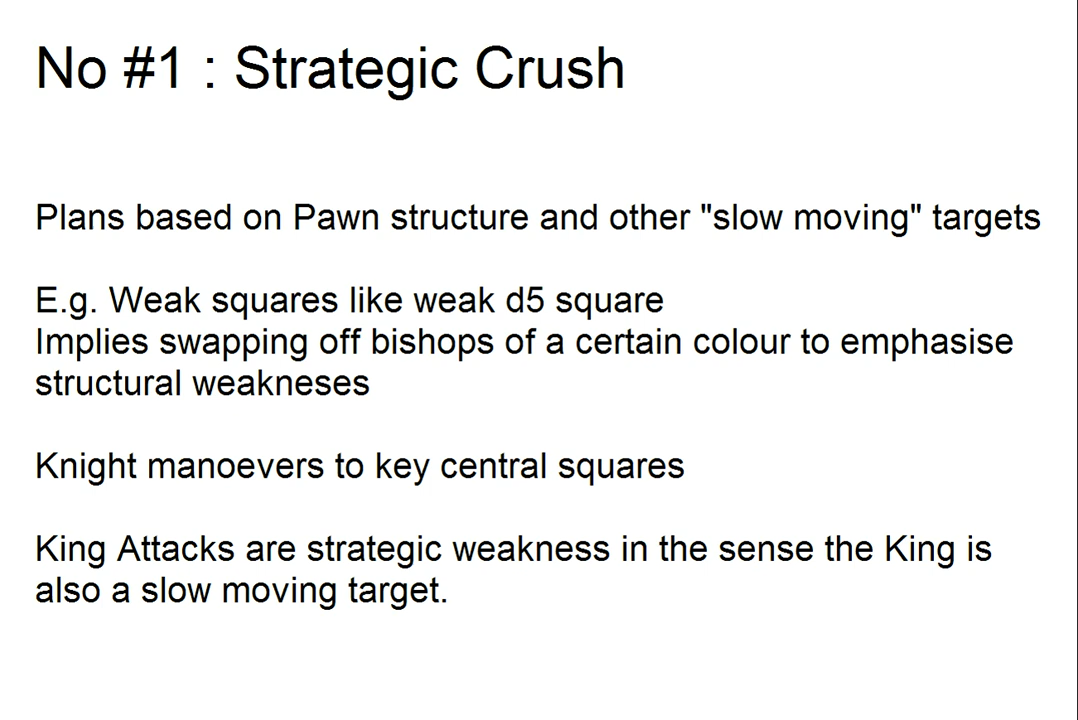 No #1 : Strategic Crush
Plans based on Pawn structure and other "slow moving" targets
E.g. Weak squares like weak d5 square
Implies swapping off bishops of a certain colour to emphasise
structural weakneses
Knight manoevers to key central squares
King Attacks are strategic weakness in the sense the King is
also a slow moving target.